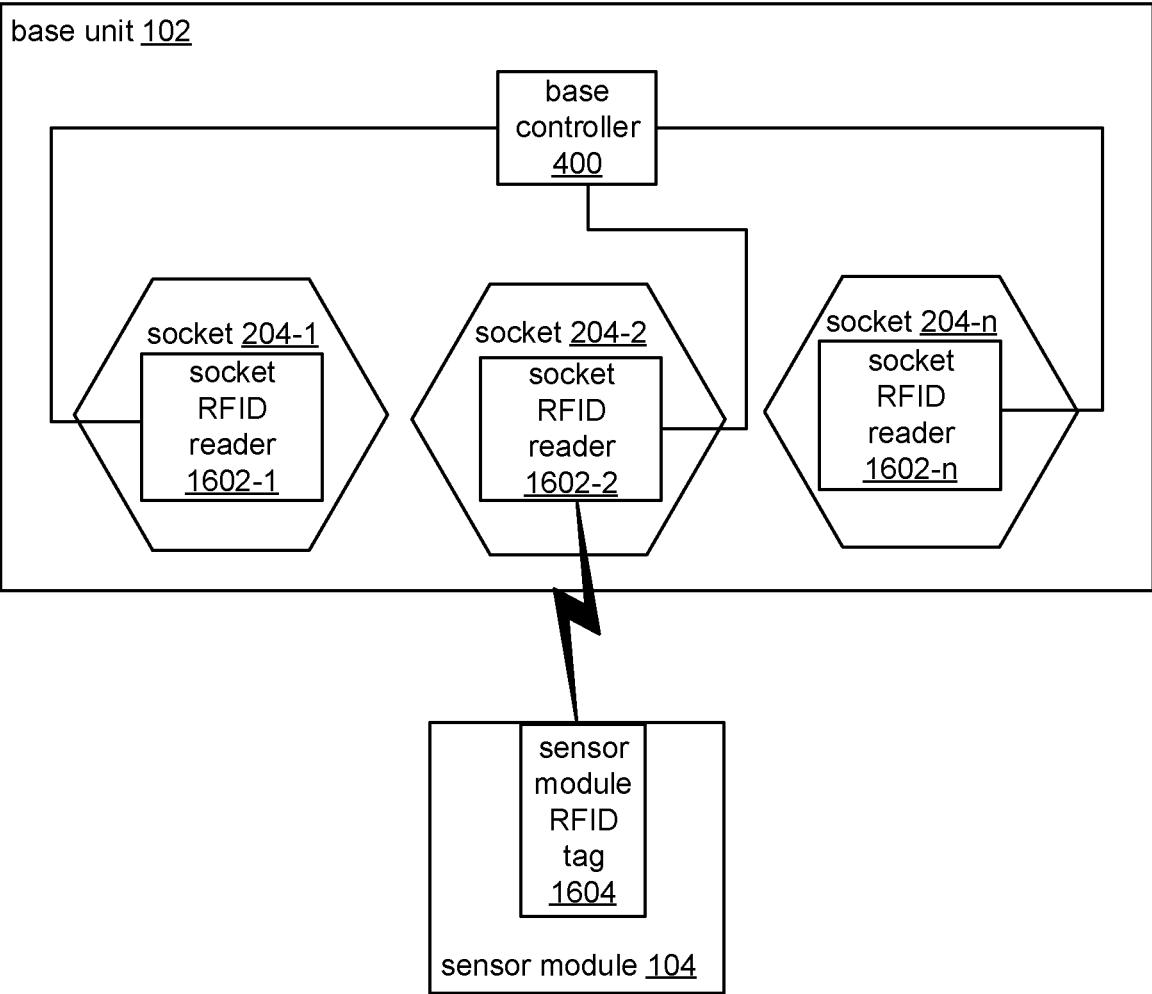 base unit 102
base
controller
400
socket 204-1
socket
RFID
reader
1602-1
socket 204-2
socket
RFID
reader
1602-2
socket 204-n
socket
RFID
reader
1602-n
sensor
module
RFID
tag
1604
sensor module 104